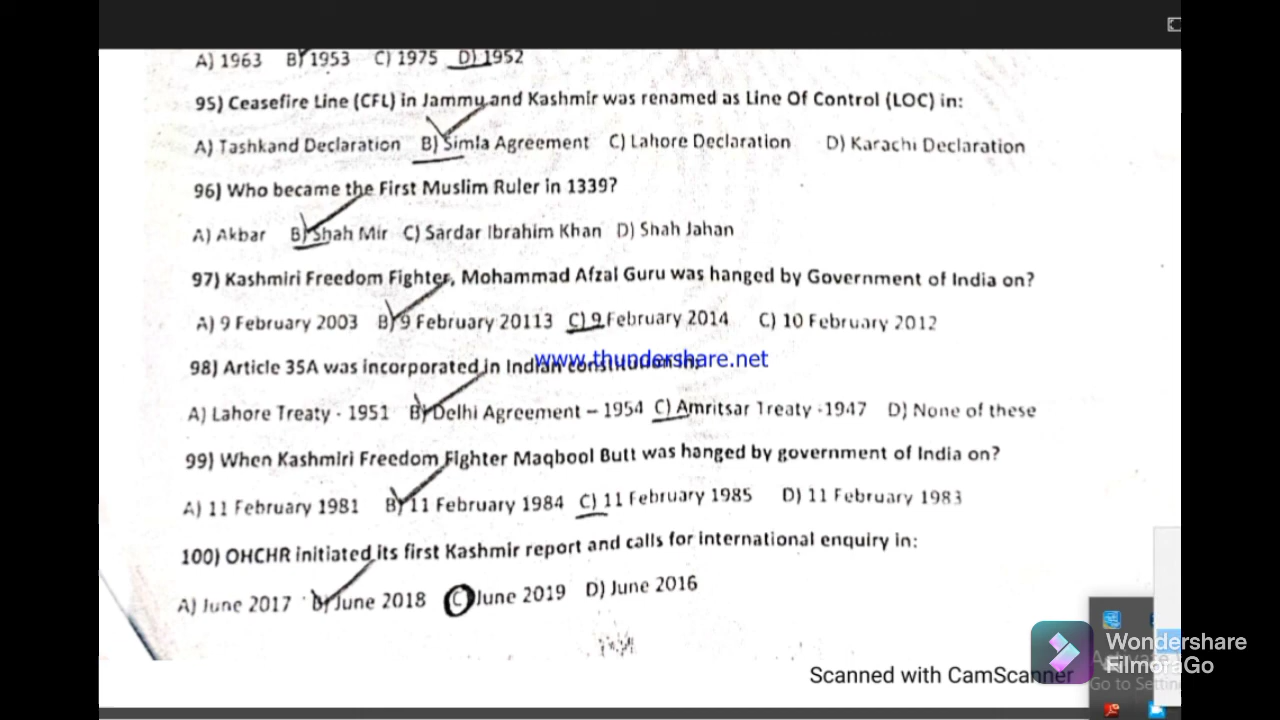 A) 1963 B) 1953 C) 1975 D) 1952
95) Ceasefire Line (CFL) in Jammu and Kashmir was renamed as Line Of Control (LOC) in:
A) Tashkand Declaration B) Simla Agreement C) Lahore Declaration D) Karachi Declaration
96) Who became the First Muslim Ruler in 1339?
A) Akbar B) Shah Mir C) Sardar Ibrahim Khan D) Shah Jahan
97) Kashmiri Freedom Fighter, Mohammad Afzal Guru was hanged by Government of India on?
A) 9 February 2003 B) 9 February 20113 C) 9 February 2014 C) 10 February 2012
www.thundershare.net
98) Article 35A was incorporated in Indian constitution in:
A) Lahore Treaty - 1951 B) Delhi Agreement – 1954 C) Amritsar Treaty -1947 D) None of these
99) When Kashmiri Freedom Fighter Maqbool Butt was hanged by government of India on?
A) 11 February 1981 B) 11 February 1984 C) 11 February 1985 D) 11 February 1983
100) OHCHR initiated its first Kashmir report and calls for international enquiry in:
A) June 2017 B) June 2018 C June 2019 D) June 2016
Wondershare
FilmoraGo
Scanned with CamScanner
Go to Settin